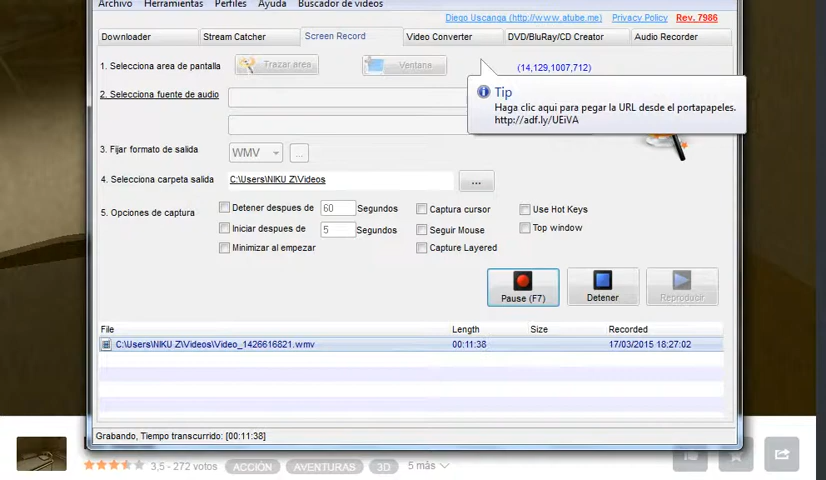 Archivo Herramientas Perfiles Ayuda Buscador de videos
Diego Uscanga (http://www.atube.me) Privacy Policy Rev. 7986
Downloader Stream Catcher Screen Record Video Converter DVD/BluRay/CD Creator Audio Recorder
1. Selecciona area de pantalla Trazar area Ventana (14,129,1007,712)
2. Selecciona fuente de audio
Tip
Haga clic aqui para pegar la URL desde el portapapeles.
http://adf.ly/UEiVA
3. Fijar formato de salida WMV ...
4. Selecciona carpeta salida C:\Users\NIKU Z\Videos ...
5. Opciones de captura Detener despues de 60 Segundos Captura cursor Use Hot Keys
Iniciar despues de 5 Segundos Seguir Mouse Top window
Minimizar al empezar Capture Layered
Pause (F7) Detener Reproducir
File Length Size Recorded
C:\Users\NIKU Z\Videos\Video_1426616821.wmv 00:11:38 17/03/2015 18:27:02
Grabando, Tiempo transcurrido: [00:11:38]
3,5 - 272 votos ACCIÓN AVENTURAS 3D 5 más